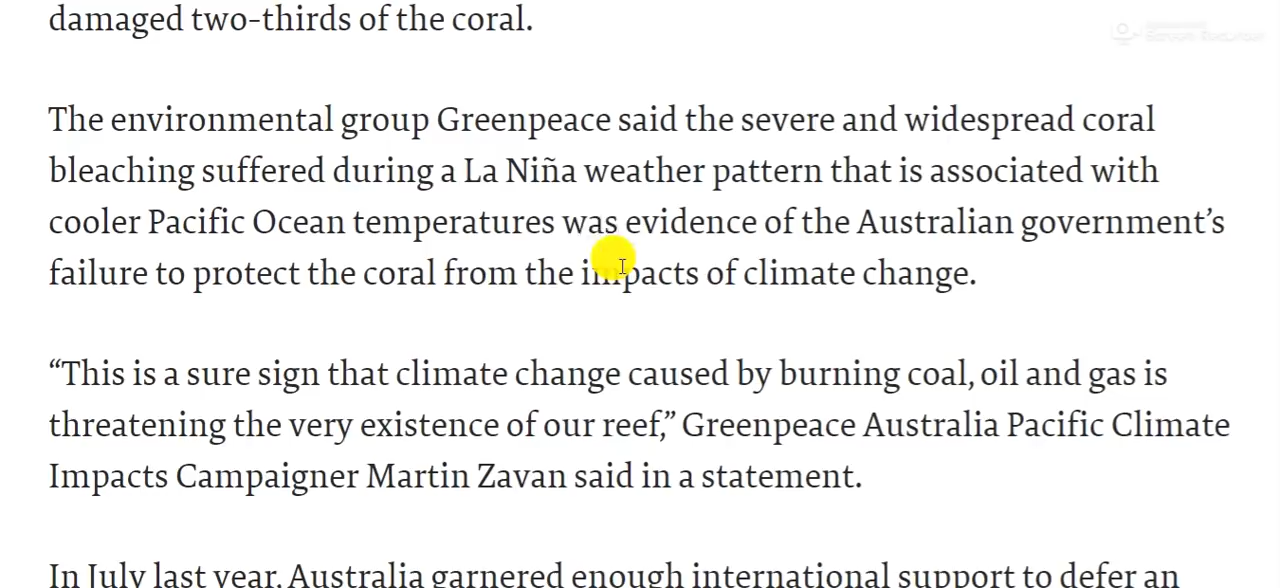 damaged two-thirds of the coral.
The environmental group Greenpeace said the severe and widespread coral
bleaching suffered during a La Niña weather pattern that is associated with
cooler Pacific Ocean temperatures was evidence of the Australian government’s
failure to protect the coral from the impacts of climate change.
“This is a sure sign that climate change caused by burning coal, oil and gas is
threatening the very existence of our reef,” Greenpeace Australia Pacific Climate
Impacts Campaigner Martin Zavan said in a statement.
In July last year, Australia garnered enough international support to defer an